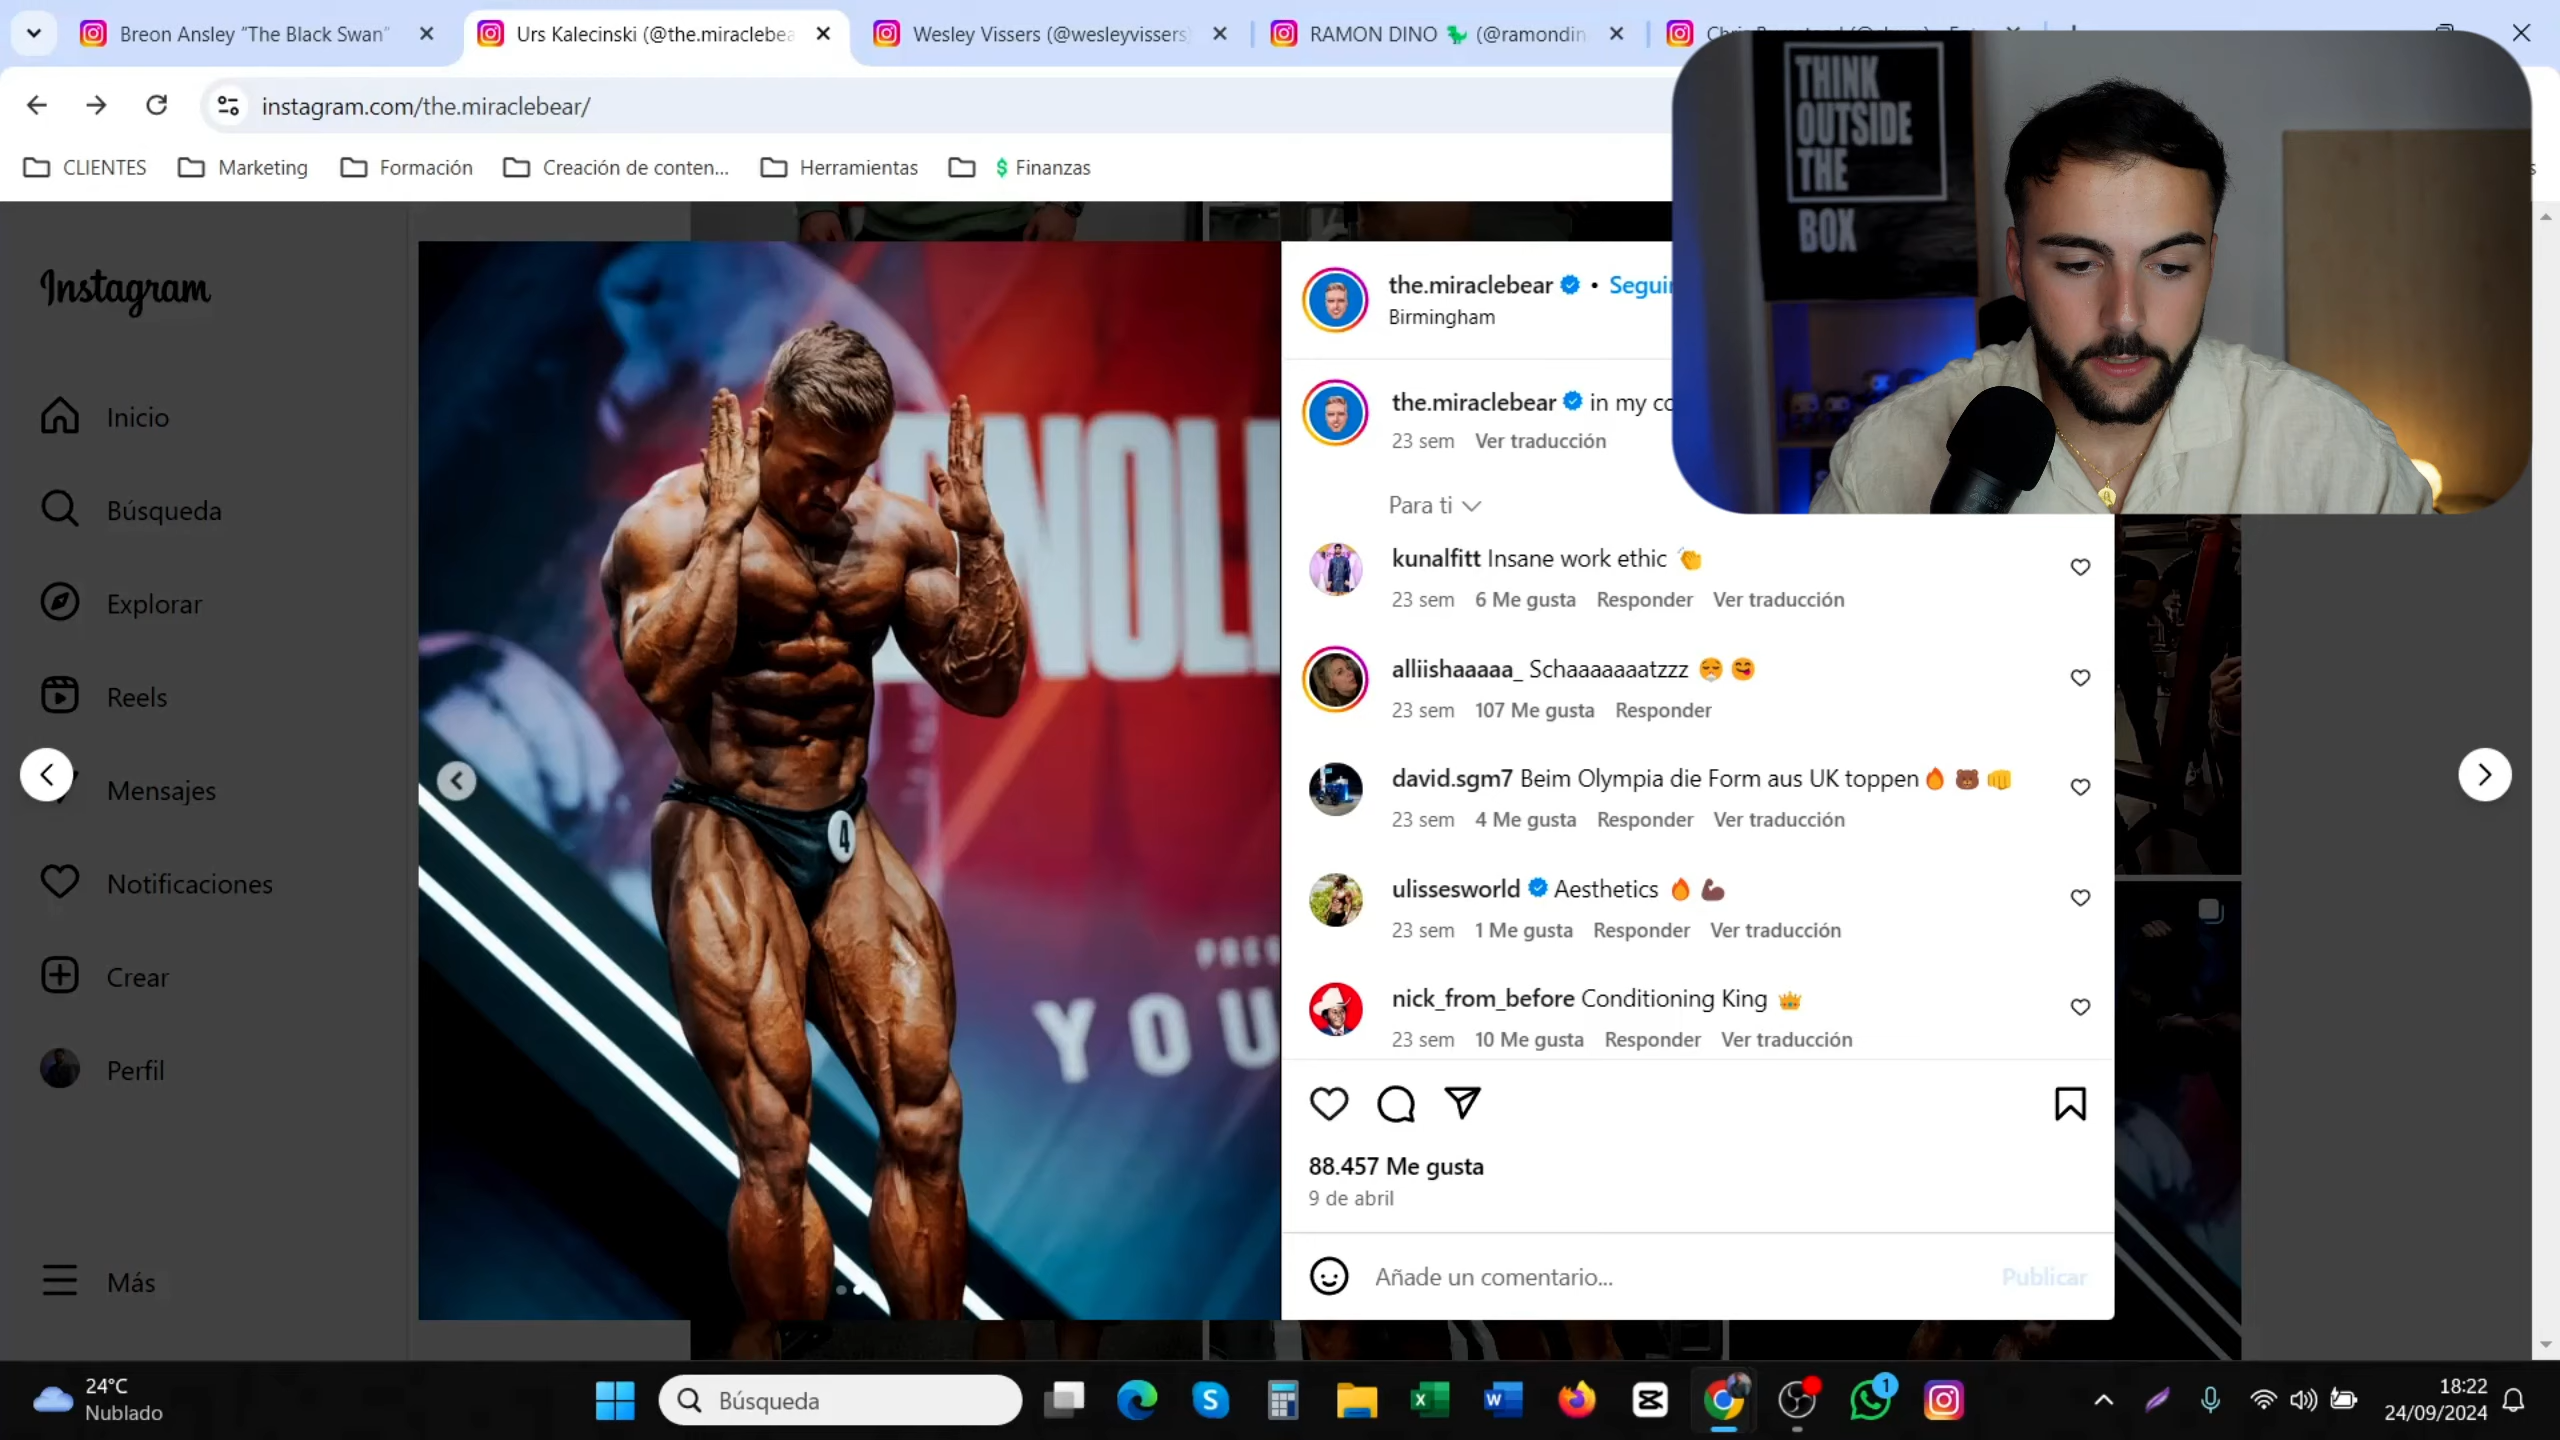 Breon Ansley “The Black Swan”
Urs Kalecinski (@the.miraclebea
Wesley Vissers (@wesleyvissers)
RAMON DINO 🦖 (@ramondin
instagram.com/the.miraclebear/
CLIENTES
Marketing
Formación
Creación de conten...
Herramientas
$ Finanzas
THINK
OUTSIDE
THE
BOX
Instagram
Inicio
Búsqueda
Explorar
Reels
Mensajes
Notificaciones
Crear
Perfil
Más
NOL
4
YOU
the.miraclebear • Seguir
Birmingham
the.miraclebear in my
23 sem Ver traducción
Para ti
kunalfitt Insane work ethic 👏
23 sem 6 Me gusta Responder Ver traducción
alliishaaaaa_ Schaaaaaaatzzz 😮‍💨 😋
23 sem 107 Me gusta Responder
david.sgm7 Beim Olympia die Form aus UK toppen🔥 🐻 👊
23 sem 4 Me gusta Responder Ver traducción
ulissesworld Aesthetics 🔥 💪🏿
23 sem 1 Me gusta Responder Ver traducción
nick_from_before Conditioning King 👑
23 sem 10 Me gusta Responder Ver traducción
88.457 Me gusta
9 de abril
Añade un comentario...
Publicar
24°C
Nublado
Búsqueda
1
18:22
24/09/2024